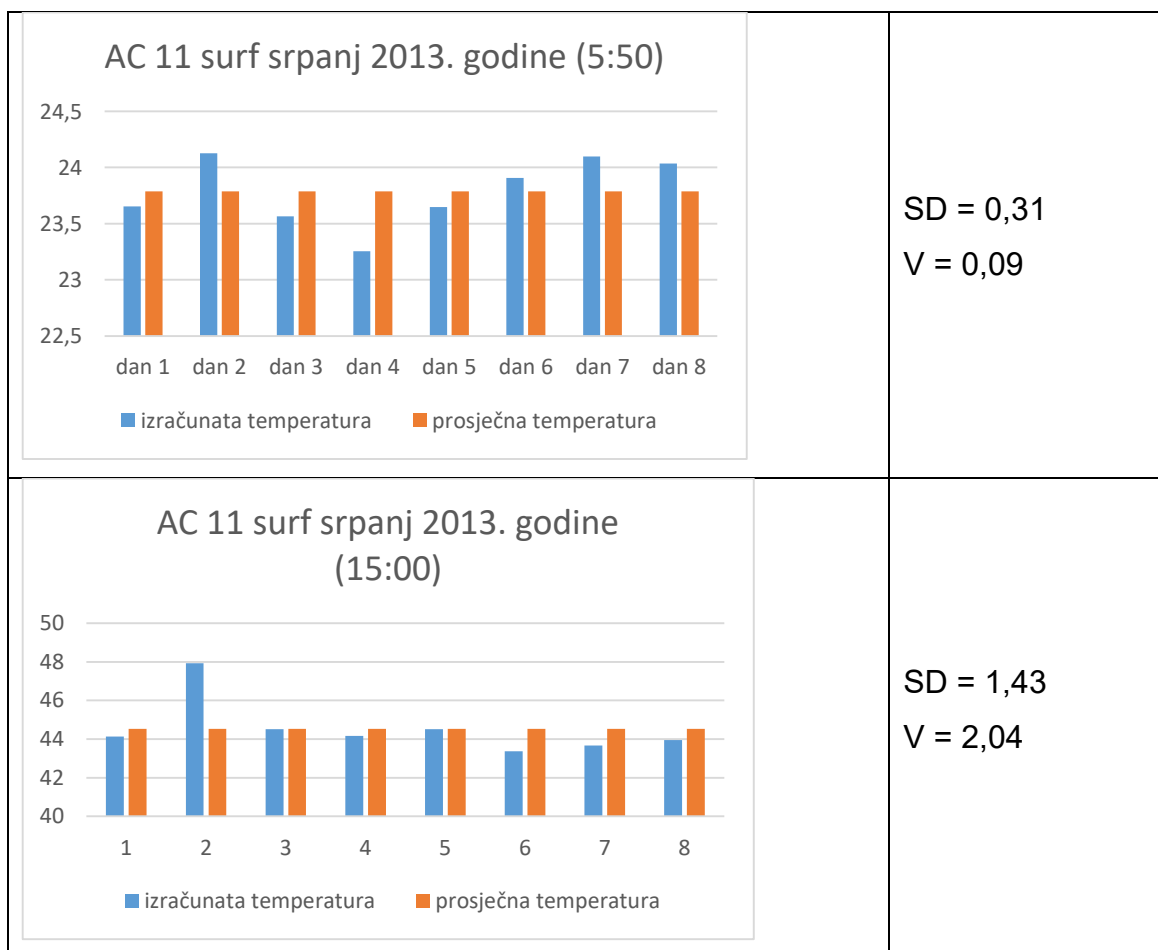 AC 11 surf srpanj 2013. godine (5:50)
24,5
24
23,5
23
22,5
dan 1 dan 2 dan 3 dan 4 dan 5 dan 6 dan 7 dan 8
izračunata temperatura prosječna temperatura
SD = 0,31
V = 0,09
AC 11 surf srpanj 2013. godine
(15:00)
50
48
46
44
42
40
1 2 3 4 5 6 7 8
izračunata temperatura prosječna temperatura
SD = 1,43
V = 2,04